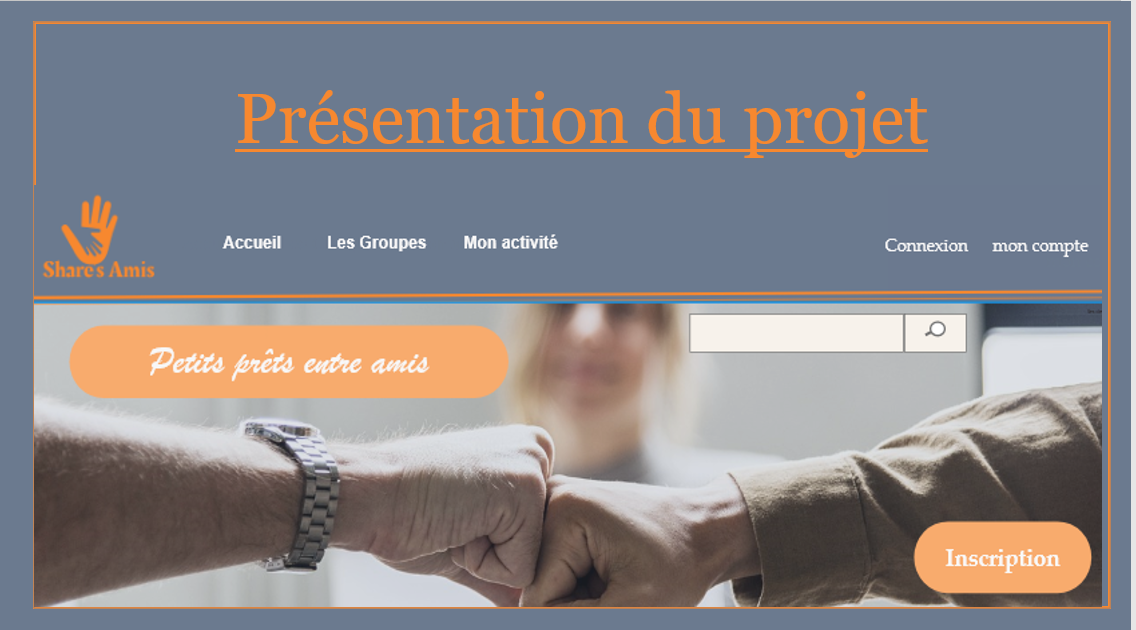 Présentation du projet
Accueil Les Groupes Mon activité
Connexion mon compte
Share's Amis
Petits prêts entre amis
Inscription